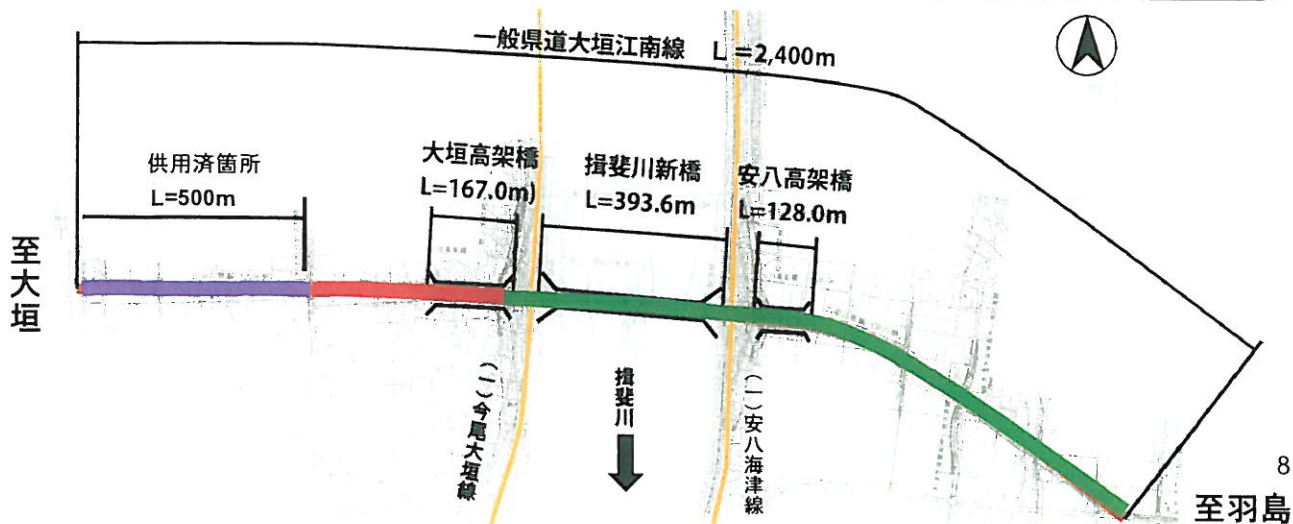 一般県道大垣江南線 L=2,400m
供用済箇所
L=500m
大垣高架橋
L=167.0m)
揖斐川新橋
L=393.6m
安八高架橋
L=128.0m
至大垣
(一)今尾大垣線
揖斐川
(一)安八海津線
至羽島
8